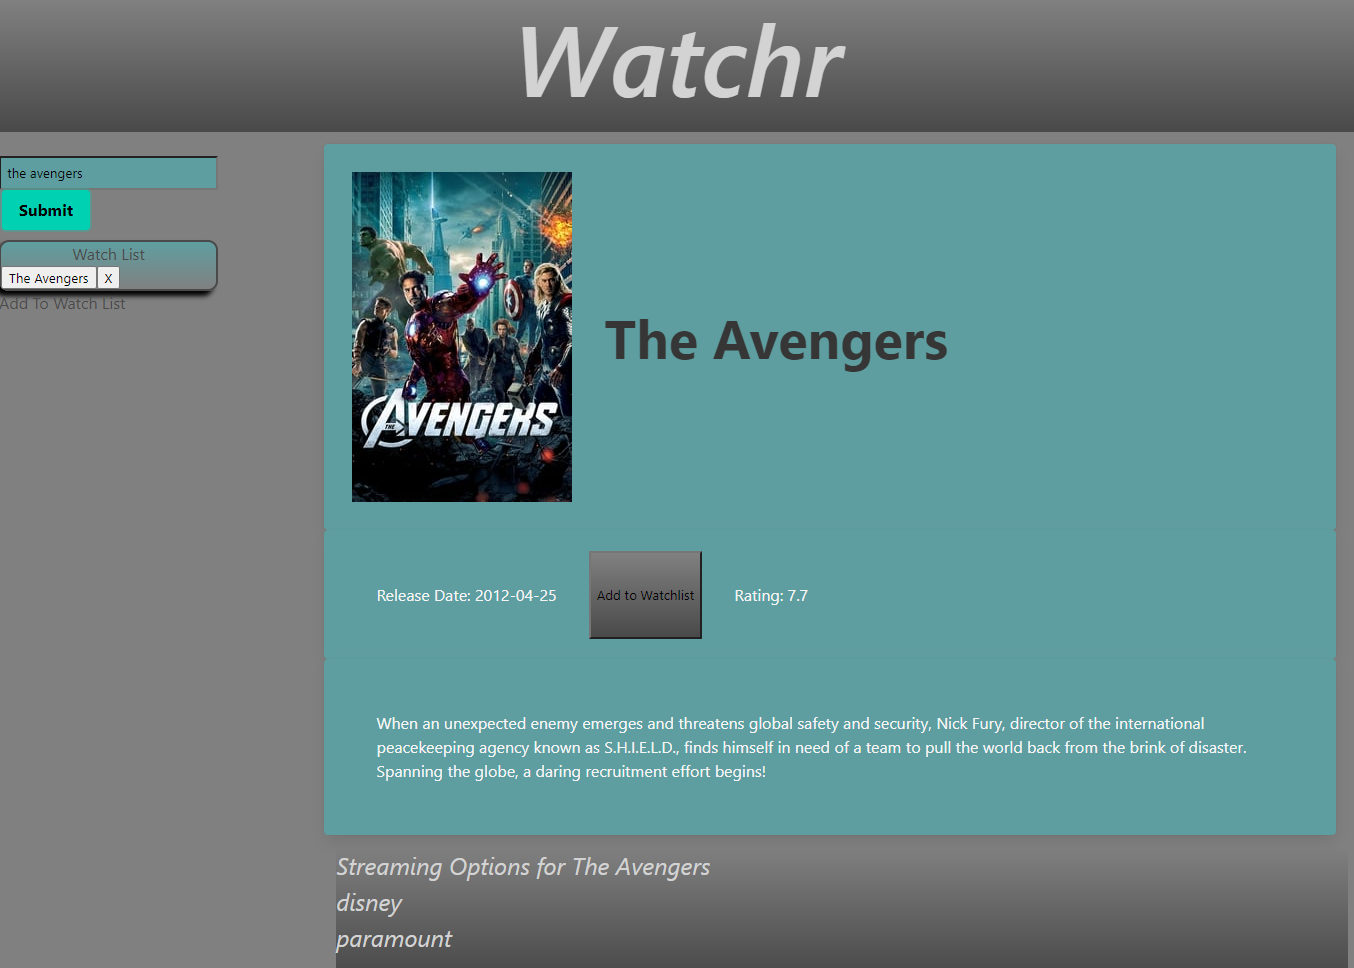 Watchr
the avengers
Submit
Watch List
The Avengers X
Add To Watch List
THE AVENGERS
The Avengers
Release Date: 2012-04-25
Add to Watchlist
Rating: 7.7
When an unexpected enemy emerges and threatens global safety and security, Nick Fury, director of the international
peacekeeping agency known as S.H.I.E.L.D., finds himself in need of a team to pull the world back from the brink of disaster.
Spanning the globe, a daring recruitment effort begins!
Streaming Options for The Avengers
disney
paramount